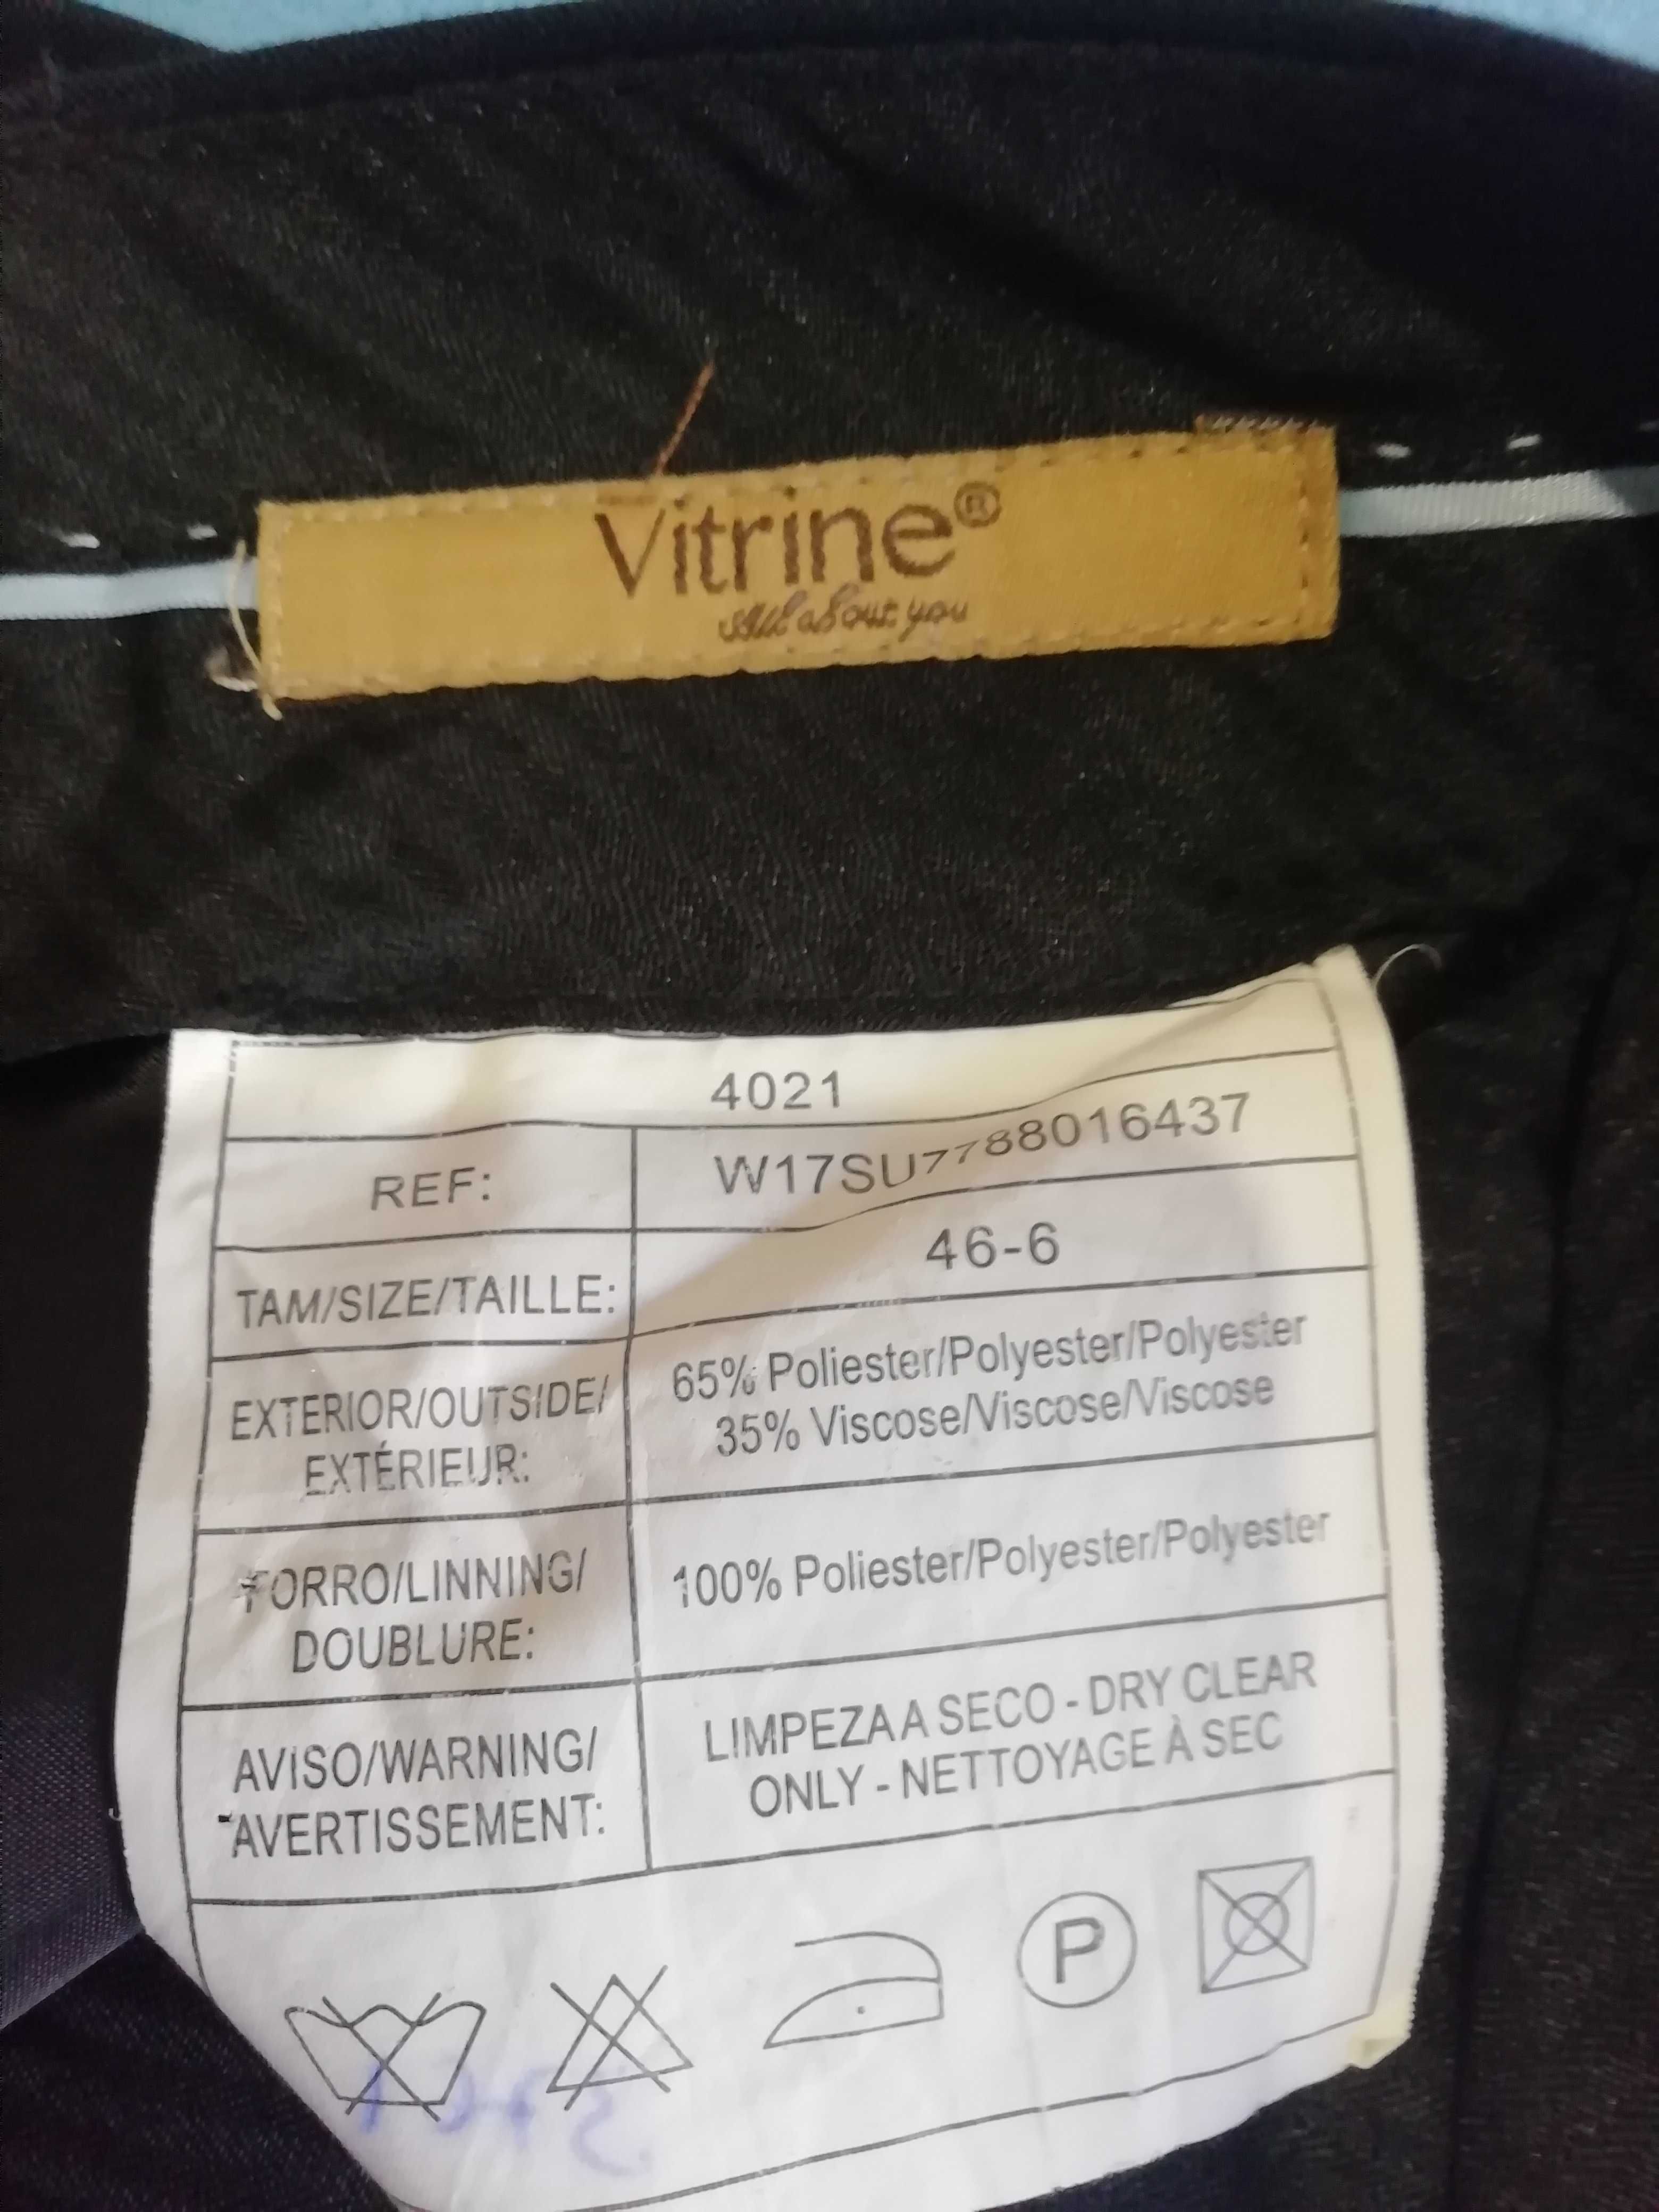 Vitrine®
all about you
4021
REF: W17SU7788016437
TAM/SIZE/TAILLE: 46-6
EXTERIOR/OUTSIDE/
EXTÉRIEUR:
65% Poliester/Polyester/Polyester
35% Viscose/Viscose/Viscose
FORRO/LINNING/
DOUBLURE:
100% Poliester/Polyester/Polyester
AVISO/WARNING/
AVERTISSEMENT:
LIMPEZA A SECO - DRY CLEAR
ONLY - NETTOYAGE À SEC
P